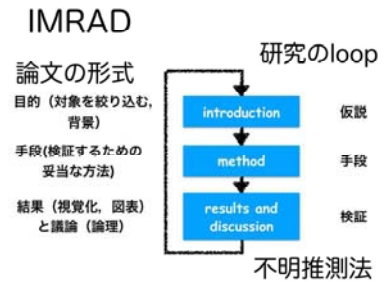 IMRAD
論文の形式
目的（対象を絞り込む，
背景）
手段(検証するための
妥当な方法)
結果（視覚化，図表）
と議論（論理）
研究のloop
introduction
仮説
method
手段
results and
discussion
検証
不明推測法